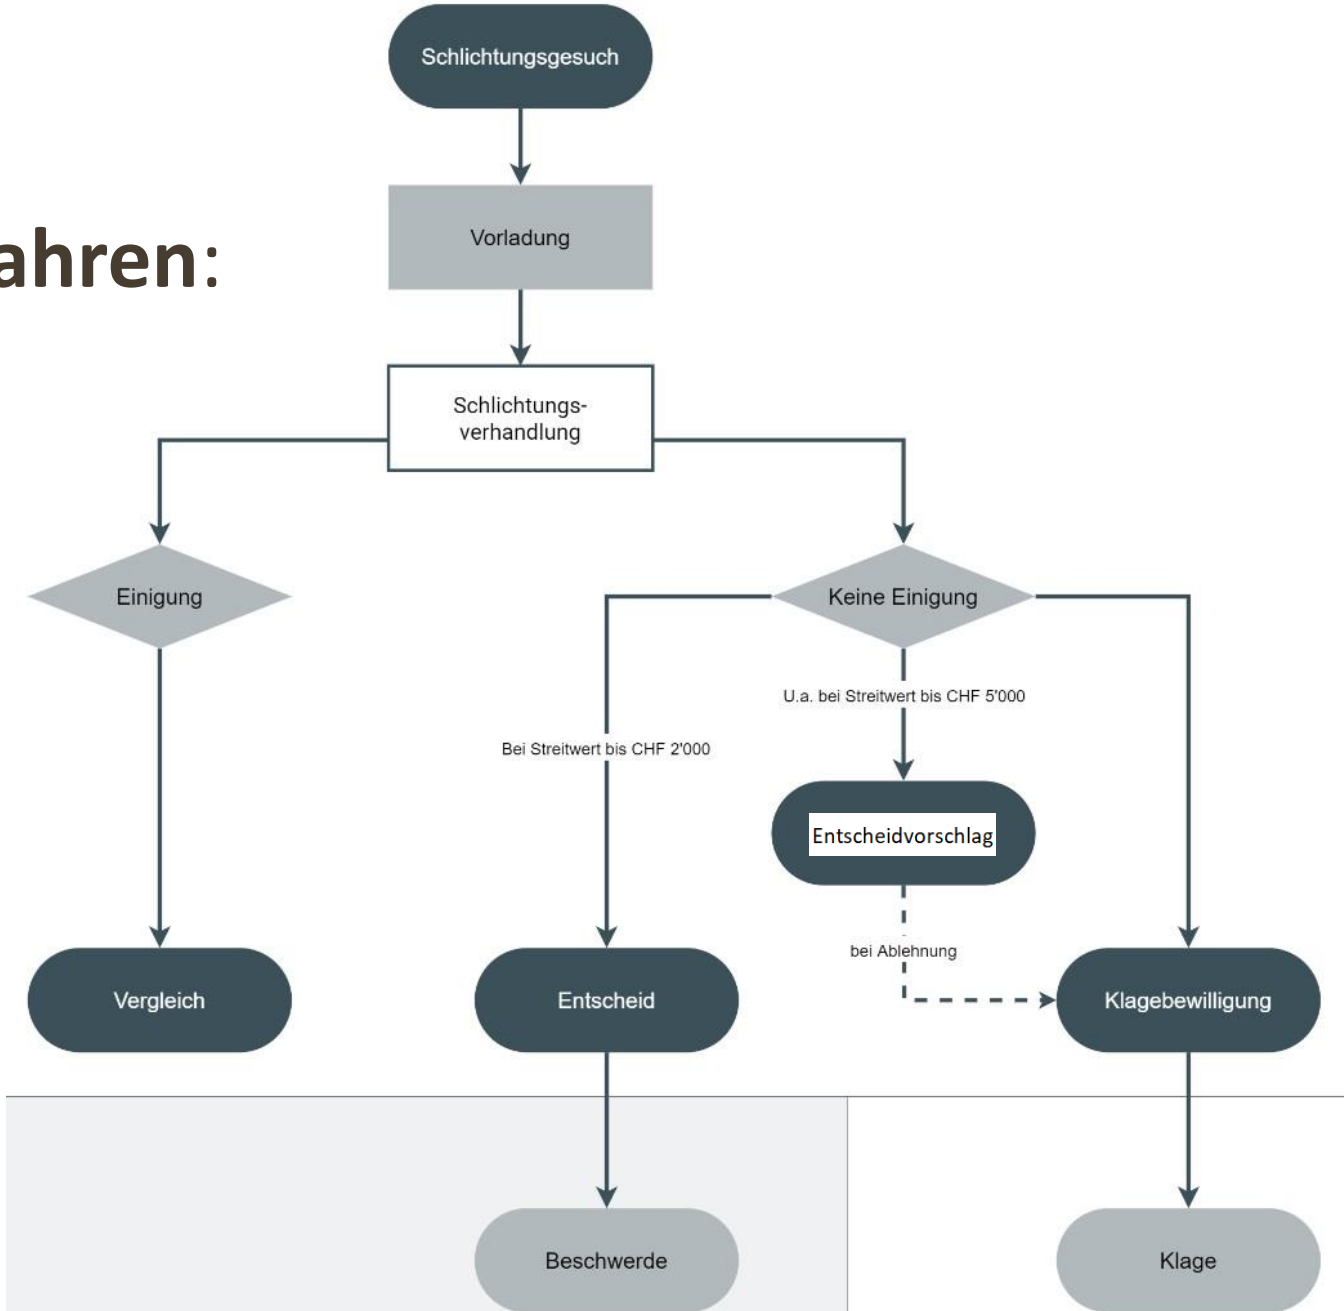 Schlichtungsgesuch
Vorladung
ahren:
Schlichtungs-
verhandlung
Einigung
Keine Einigung
U.a. bei Streitwert bis CHF 5'000
Bei Streitwert bis CHF 2'000
Entscheidvorschlag
bei Ablehnung
Vergleich
Entscheid
Klagebewilligung
Beschwerde
Klage